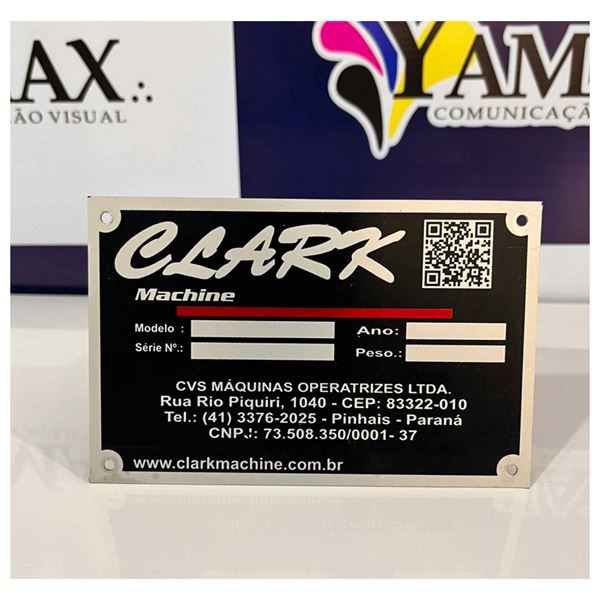 AX.:
ÃO VISUAL
YAM
COMUNICAÇÃ
CLARK
Machine
Modelo :
Ano:
Série Nº.:
Peso.:
CVS MÁQUINAS OPERATRIZES LTDA.
Rua Rio Piquiri, 1040 - CEP: 83322-010
Tel.: (41) 3376-2025 - Pinhais - Paraná
CNPJ: 73.508.350/0001- 37
www.clarkmachine.com.br